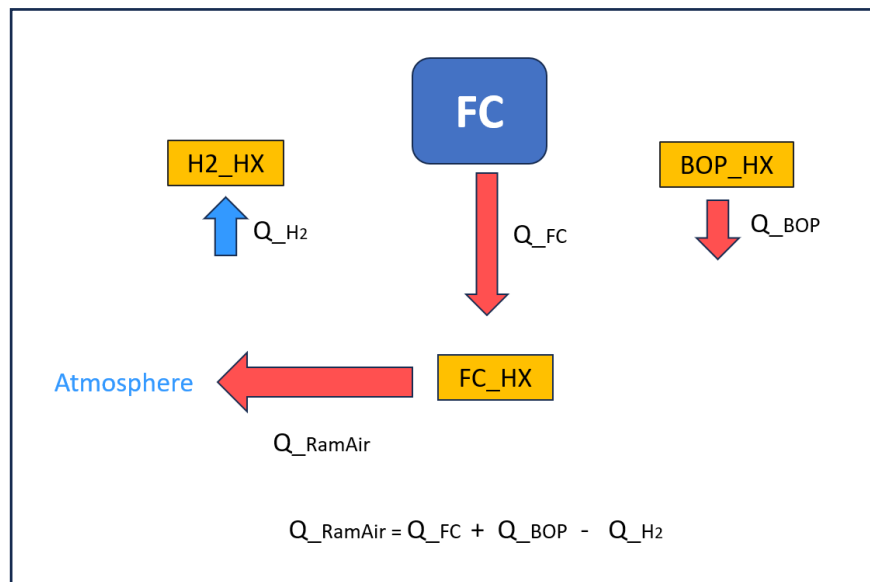 FC
H2_HX
BOP_HX
Q_H2
Q_FC
Q_BOP
Atmosphere
FC_HX
Q_RamAir
Q_RamAir = Q_FC + Q_BOP - Q_H2